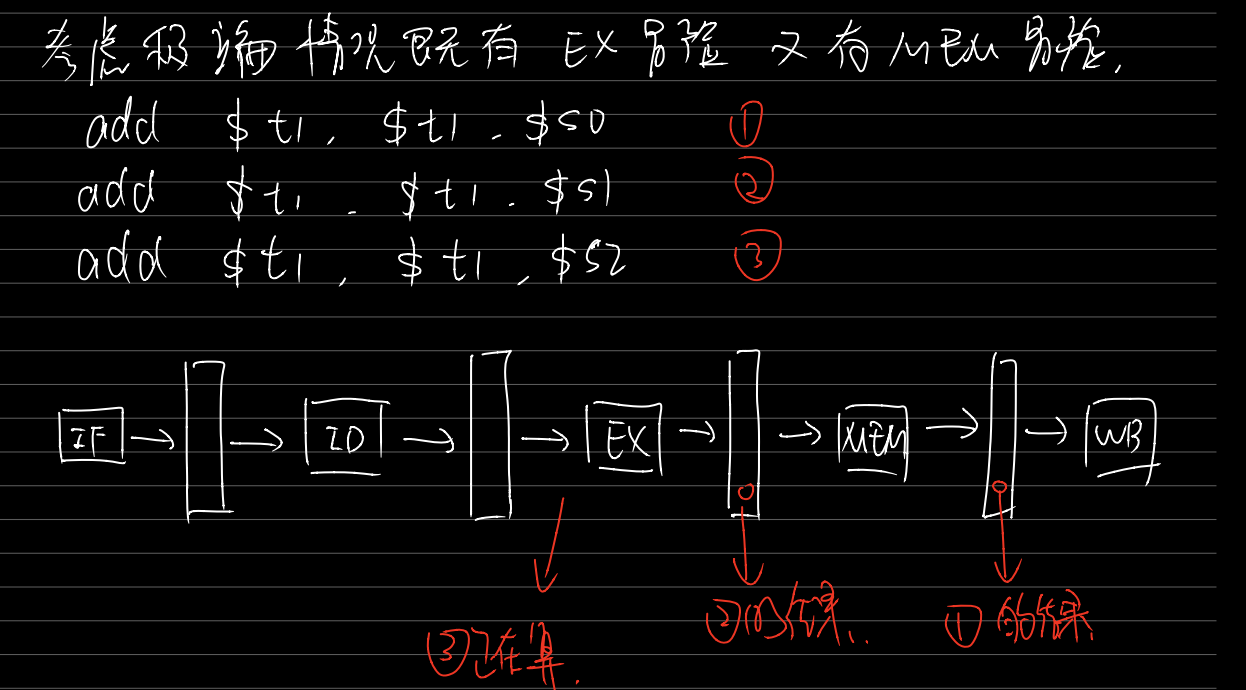 考虑极端情况既有 EX 冒险 又有 MEM 冒险.
add $t1, $t1. $s0 ①
add $t1. $t1. $s1 ②
add $t1, $t1, $s2 ③
IF ID EX MEM WB
③正在算. ②的结果. ①的结果